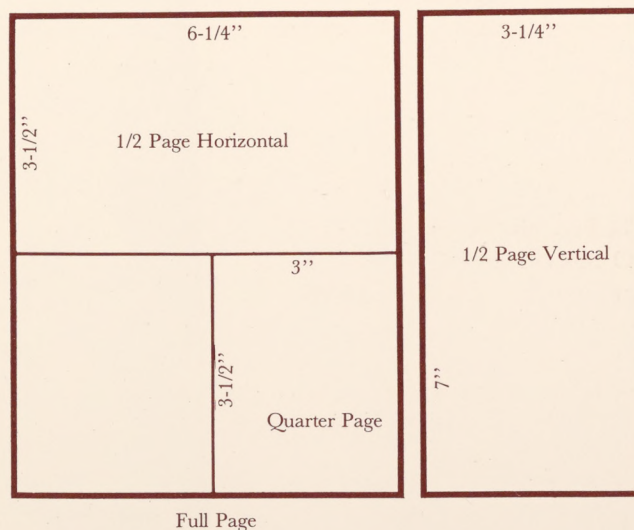 6-1/4’’
3-1/2’’
1/2 Page Horizontal
3’’
3-1/2’’
Quarter Page
Full Page
3-1/4’’
1/2 Page Vertical
7’’